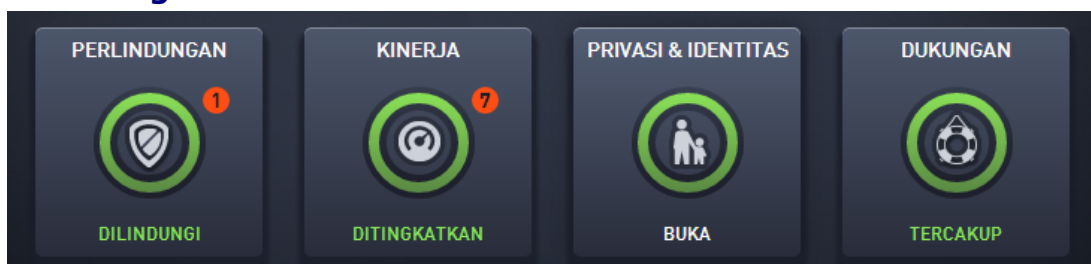 PERLINDUNGAN
1
DILINDUNGI
KINERJA
7
DITINGKATKAN
PRIVASI & IDENTITAS
BUKA
DUKUNGAN
TERCAKUP